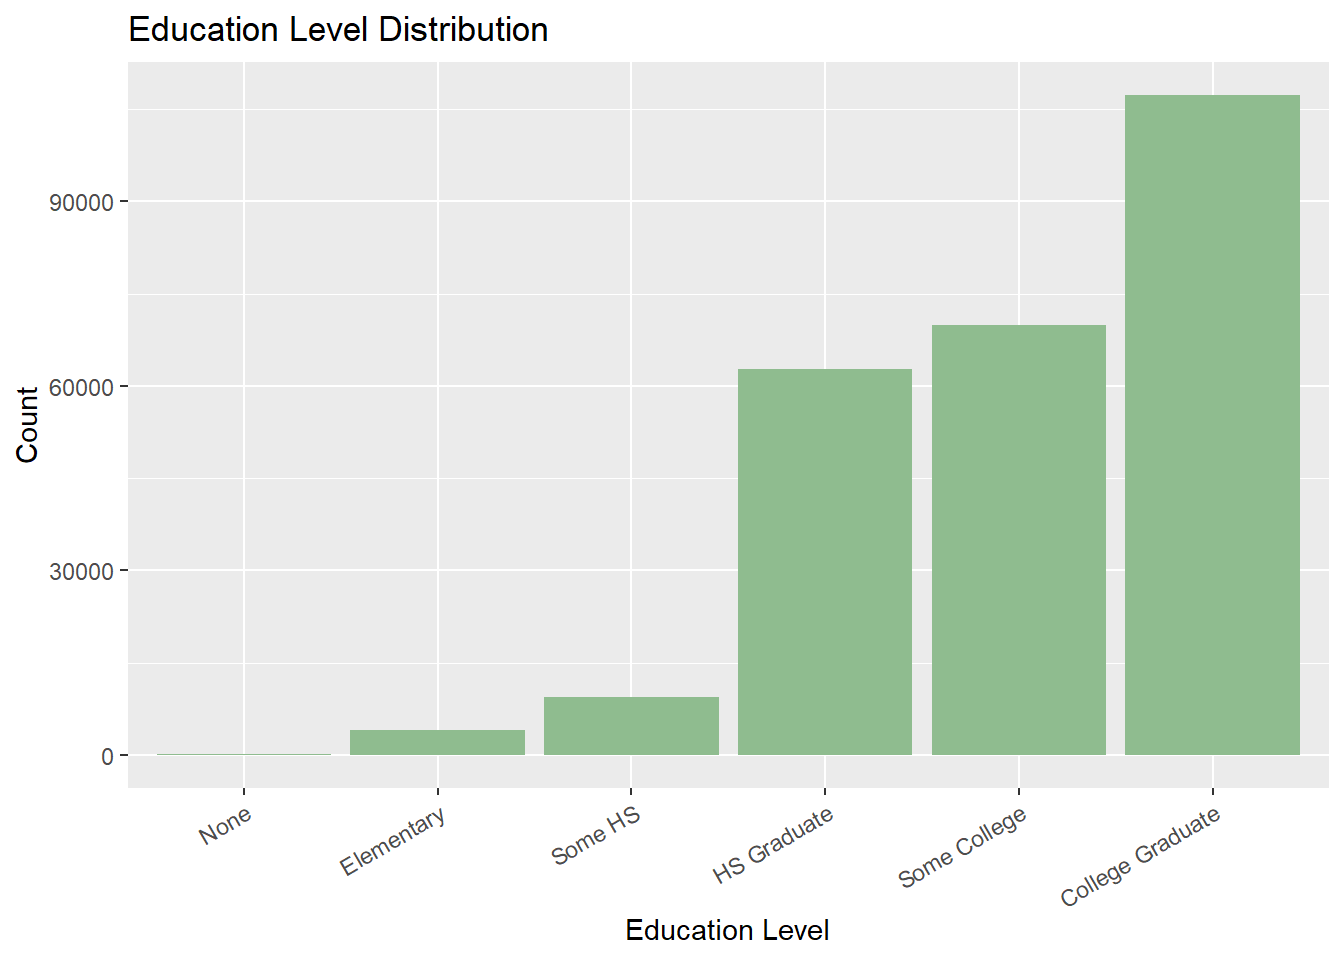 Education Level Distribution
Count
90000
60000
30000
0
None
Elementary
Some HS
HS Graduate
Some College
College Graduate
Education Level